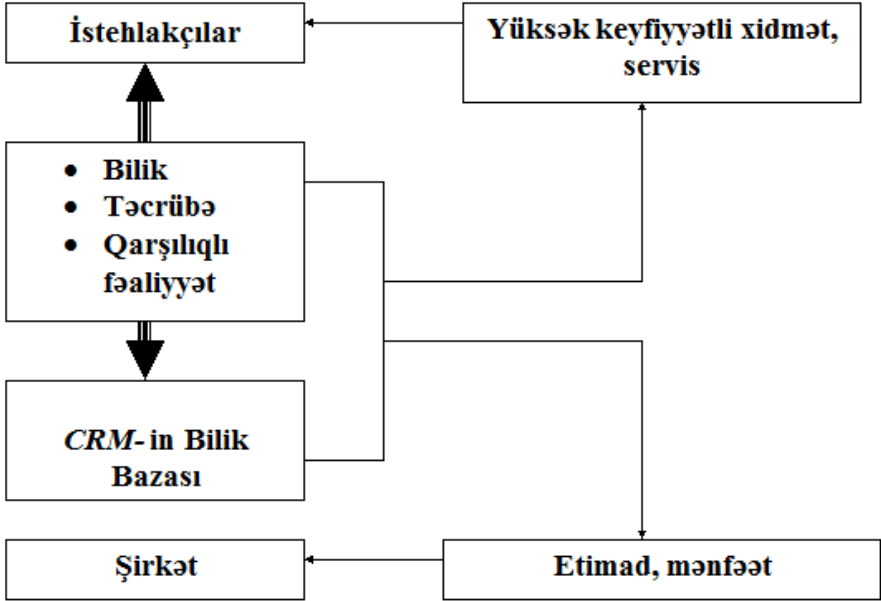 İstehlakçılar
Yüksək keyfiyyətli xidmət,
servis
• Bilik
• Təcrübə
• Qarşılıqlı
fəaliyyət
CRM- in Bilik
Bazası
Şirkət
Etimad, mənfəət